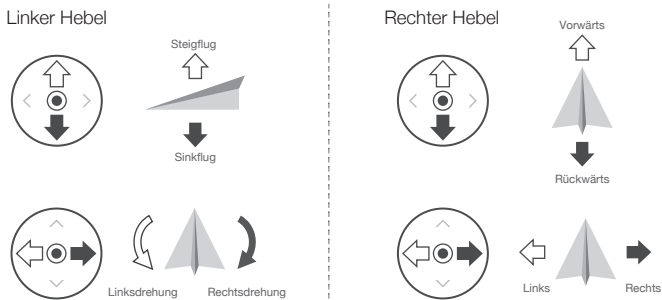 Linker Hebel
Steigflug
Sinkflug
Linksdrehung
Rechtsdrehung
Rechter Hebel
Vorwärts
Rückwärts
Links
Rechts